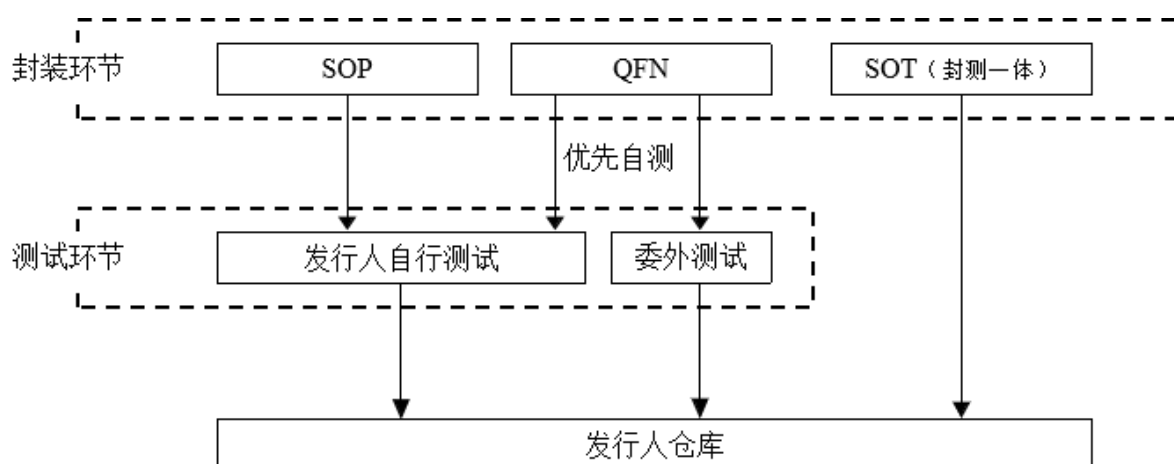 封装环节
SOP
QFN
SOT（封测一体）
优先自测
测试环节
发行人自行测试
委外测试
发行人仓库